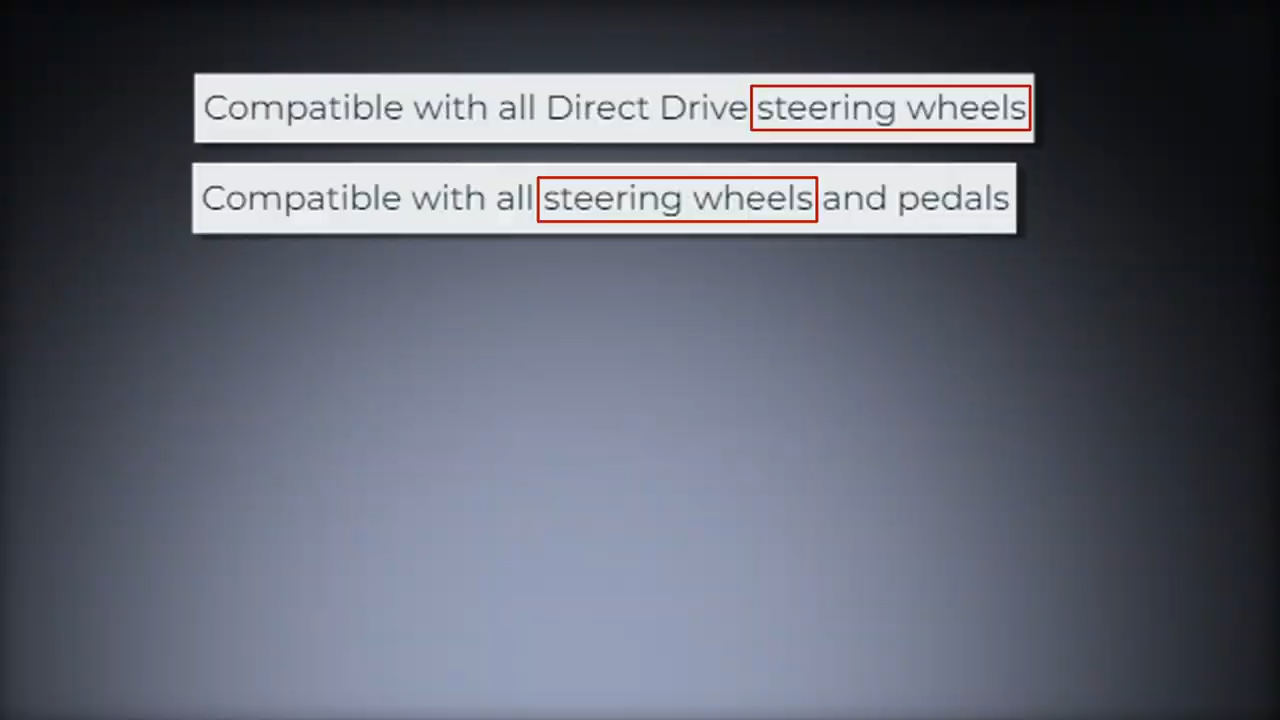 Compatible with all Direct Drive steering wheels
Compatible with all steering wheels and pedals